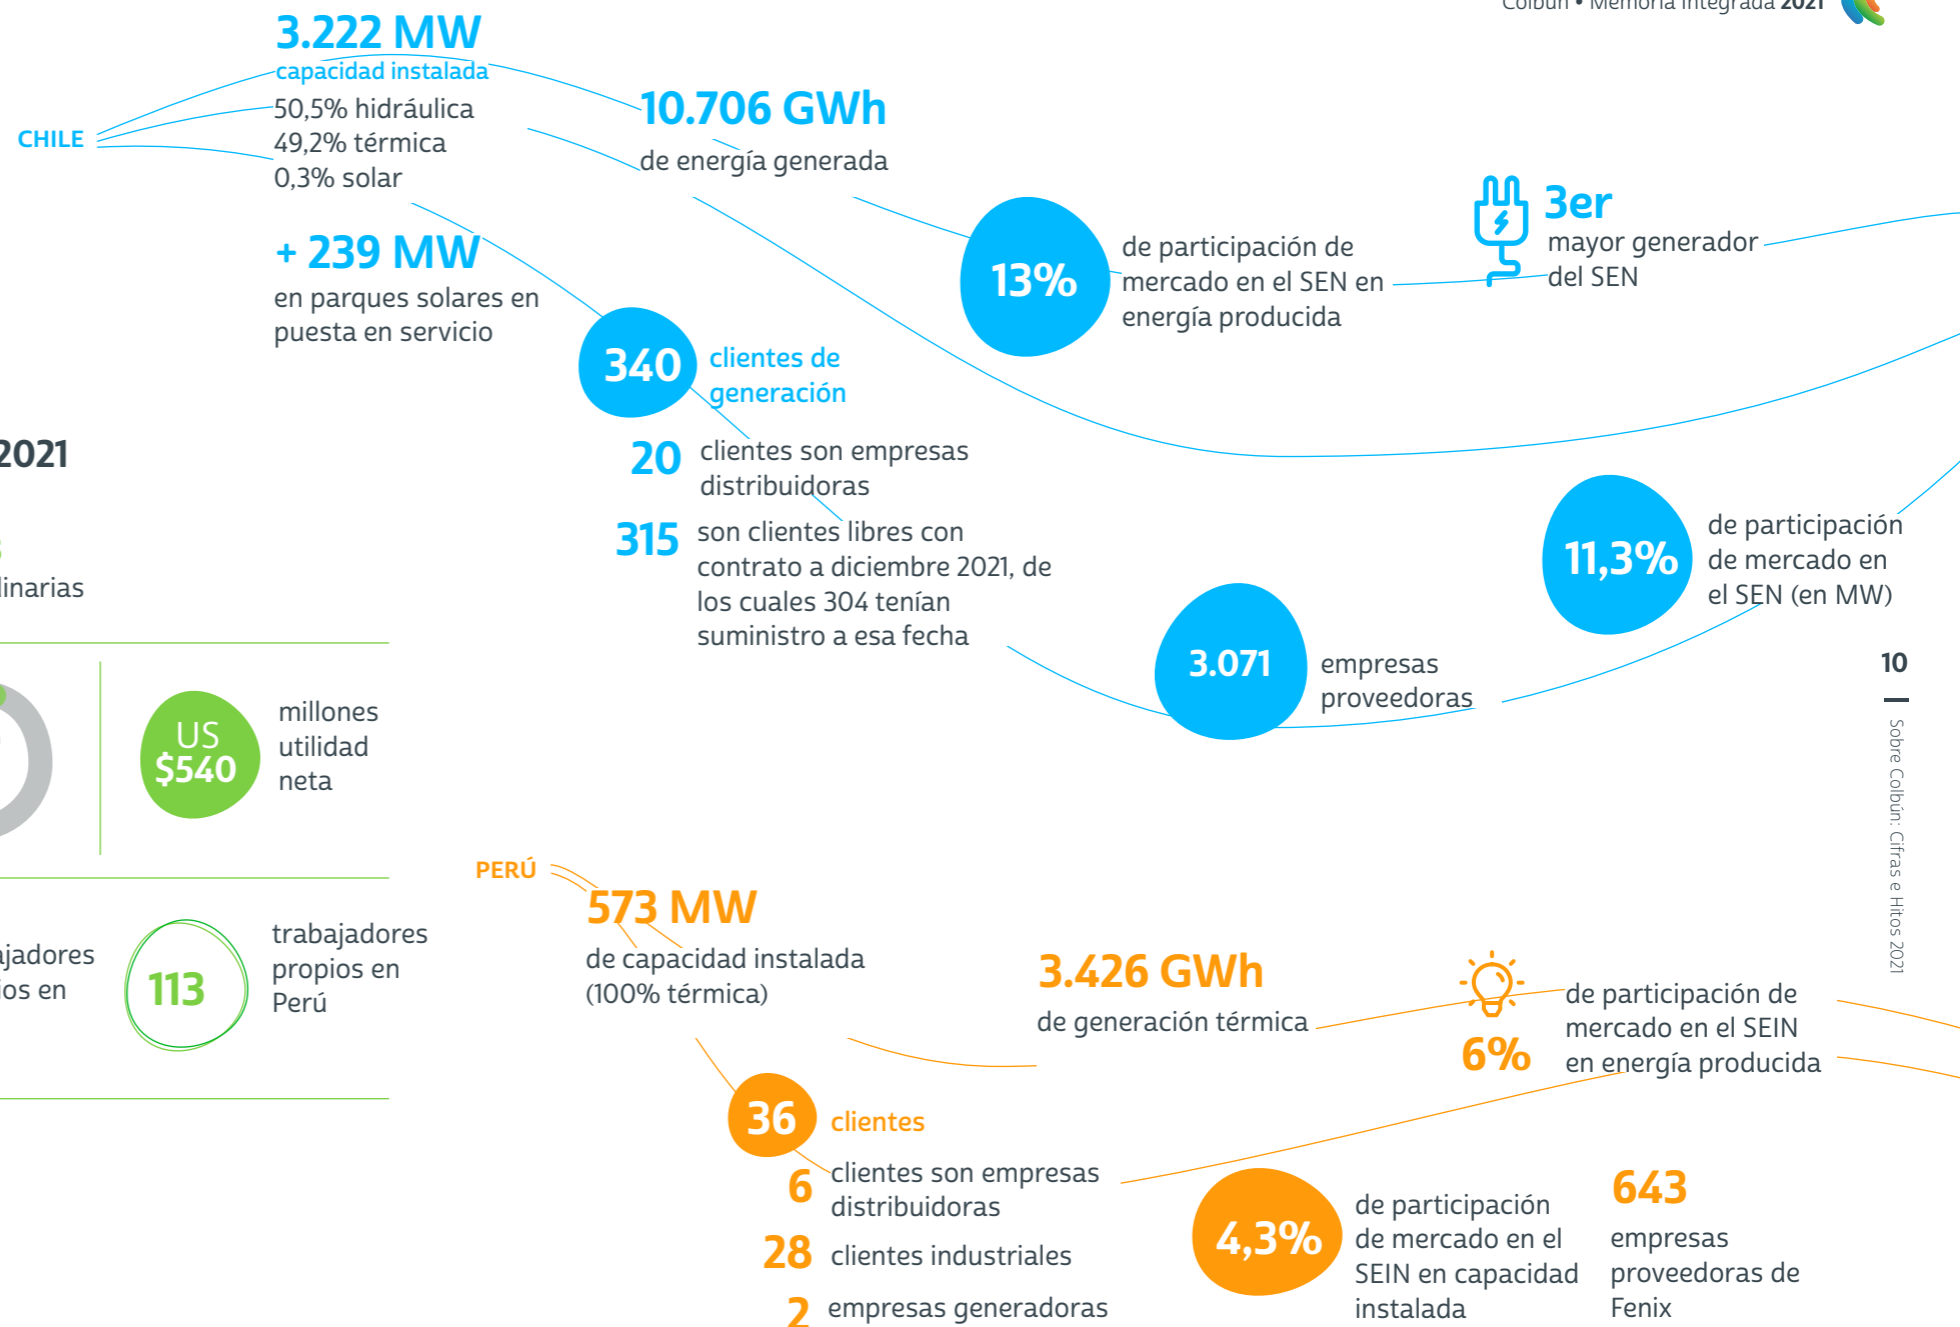 Colbún • Memoria Integrada 2021
CHILE
3.222 MW
capacidad instalada
50,5% hidráulica
49,2% térmica
0,3% solar
+ 239 MW
en parques solares en
puesta en servicio
10.706 GWh
de energía generada
13%
de participación de
mercado en el SEN en
energía producida
3er
mayor generador
del SEN
340
clientes de
generación
20
clientes son empresas
distribuidoras
315
son clientes libres con
contrato a diciembre 2021, de
los cuales 304 tenían
suministro a esa fecha
3.071
empresas
proveedoras
11,3%
de participación
de mercado en
el SEN (en MW)
2021
US
$540
millones
utilidad
neta
113
trabajadores
propios en
Perú
PERÚ
573 MW
de capacidad instalada
(100% térmica)
3.426 GWh
de generación térmica
6%
de participación de
mercado en el SEIN
en energía producida
36
clientes
6
clientes son empresas
distribuidoras
28
clientes industriales
2
empresas generadoras
4,3%
de participación
de mercado en el
SEIN en capacidad
instalada
643
empresas
proveedoras de
Fenix
10
Sobre Colbún: Cifras e Hitos 2021